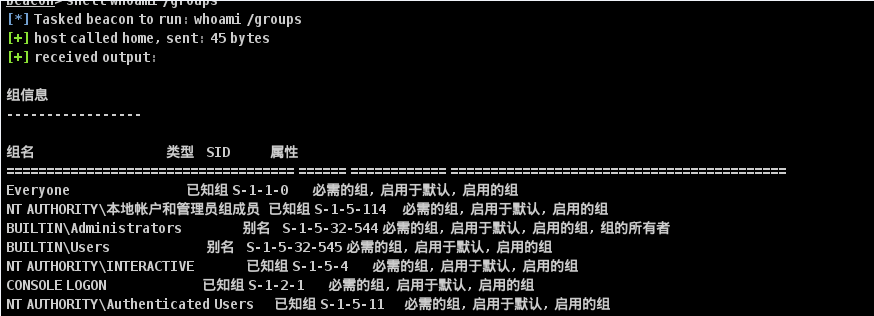 beacon> shell whoami /groups
[*] Tasked beacon to run: whoami /groups
[+] host called home, sent: 45 bytes
[+] received output:
组信息
-----------------
组名 类型 SID 属性
===================================== ====== ============ ==========================================
Everyone 已知组 S-1-1-0 必需的组, 启用于默认, 启用的组
NT AUTHORITY\本地帐户和管理员组成员 已知组 S-1-5-114 必需的组, 启用于默认, 启用的组
BUILTIN\Administrators 别名 S-1-5-32-544 必需的组, 启用于默认, 启用的组, 组的所有者
BUILTIN\Users 别名 S-1-5-32-545 必需的组, 启用于默认, 启用的组
NT AUTHORITY\INTERACTIVE 已知组 S-1-5-4 必需的组, 启用于默认, 启用的组
CONSOLE LOGON 已知组 S-1-2-1 必需的组, 启用于默认, 启用的组
NT AUTHORITY\Authenticated Users 已知组 S-1-5-11 必需的组, 启用于默认, 启用的组